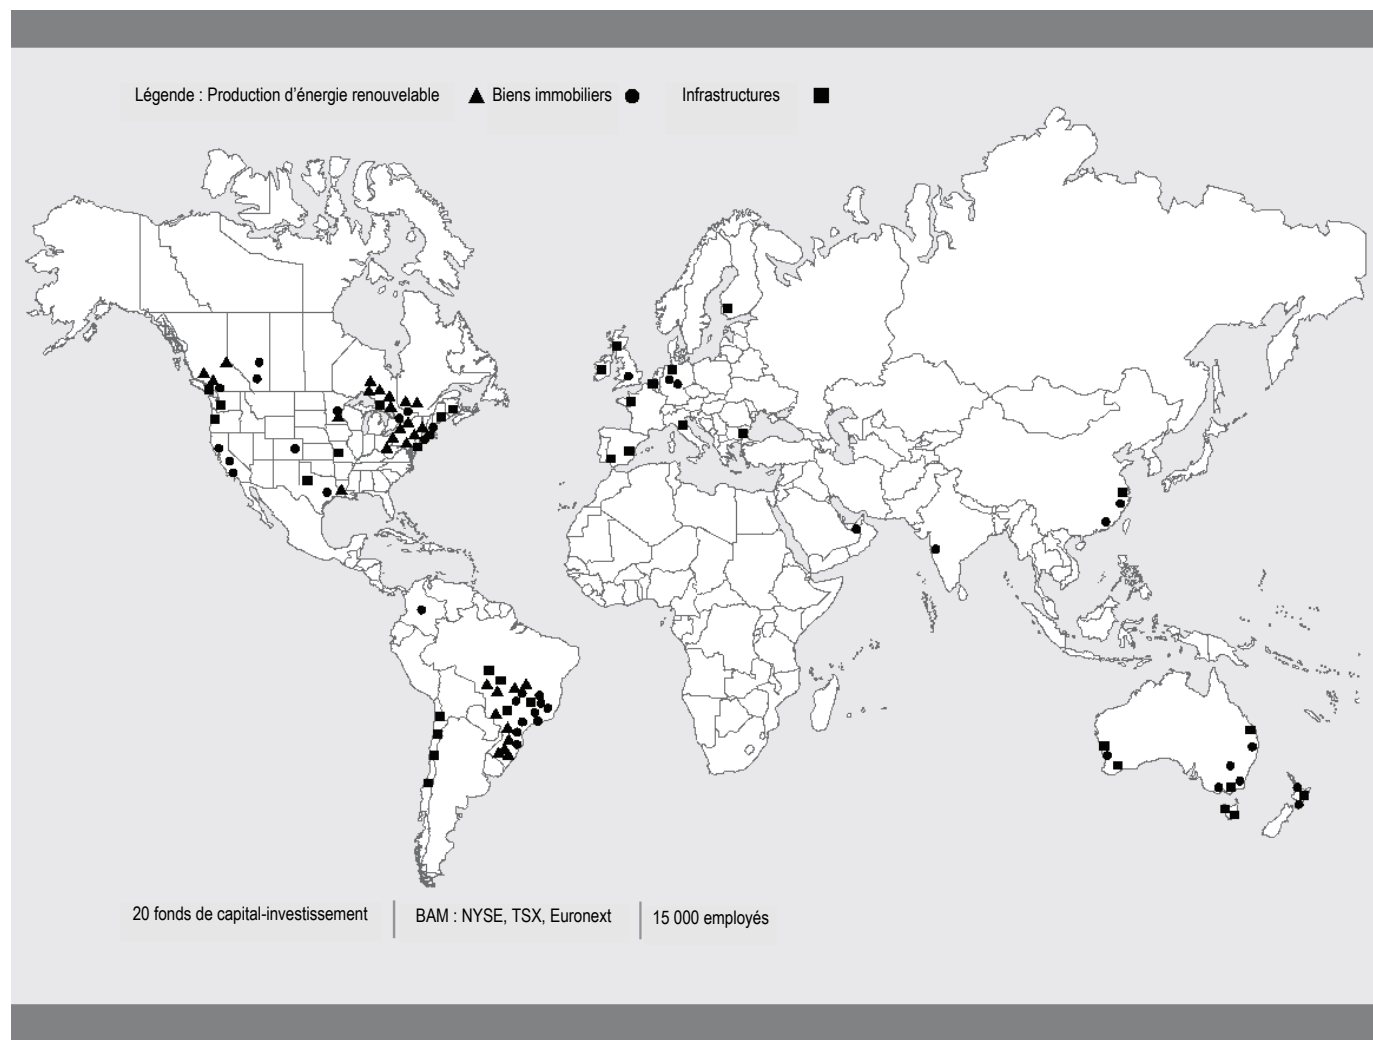 Légende : Production d’énergie renouvelable Biens immobiliers Infrastructures
20 fonds de capital-investissement BAM : NYSE, TSX, Euronext 15 000 employés